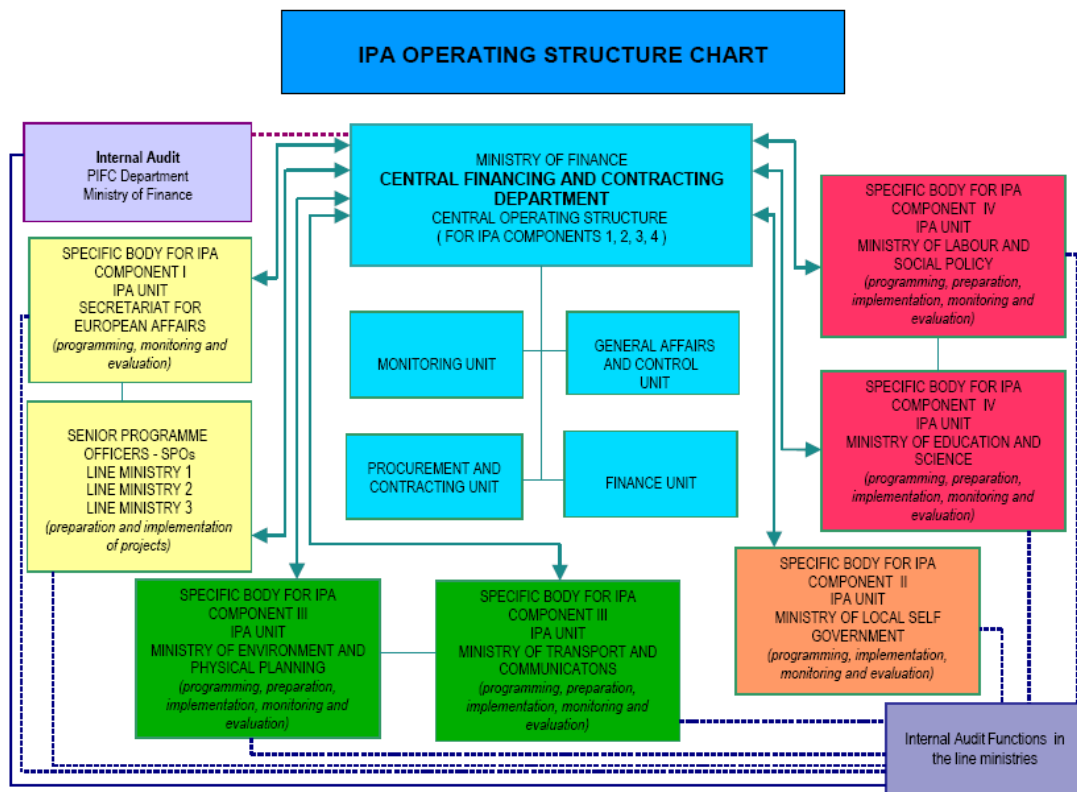 IPA OPERATING STRUCTURE CHART
Internal Audit
PIFC Department
Ministry of Finance
MINISTRY OF FINANCE
CENTRAL FINANCING AND CONTRACTING
DEPARTMENT
CENTRAL OPERATING STRUCTURE
( FOR IPA COMPONENTS 1, 2, 3, 4 )
SPECIFIC BODY FOR IPA
COMPONENT IV
IPA UNIT
MINISTRY OF LABOUR AND
SOCIAL POLICY
(programming, preparation,
implementation, monitoring and
evaluation)
SPECIFIC BODY FOR IPA
COMPONENT I
IPA UNIT
SECRETARIAT FOR
EUROPEAN AFFAIRS
(programming, monitoring and
evaluation)
MONITORING UNIT
GENERAL AFFAIRS
AND CONTROL
UNIT
SPECIFIC BODY FOR IPA
COMPONENT IV
IPA UNIT
MINISTRY OF EDUCATION AND
SCIENCE
(programming, preparation,
implementation, monitoring and
evaluation)
SENIOR PROGRAMME
OFFICERS - SPOs
LINE MINISTRY 1
LINE MINISTRY 2
LINE MINISTRY 3
(preparation and implementation
of projects)
PROCUREMENT AND
CONTRACTING UNIT
FINANCE UNIT
SPECIFIC BODY FOR IPA
COMPONENT III
IPA UNIT
MINISTRY OF ENVIRONMENT AND
PHYSICAL PLANNING
(programming, preparation,
implementation, monitoring and
evaluation)
SPECIFIC BODY FOR IPA
COMPONENT III
IPA UNIT
MINISTRY OF TRANSPORT AND
COMMUNICATONS
(programming, preparation,
implementation, monitoring and
evaluation)
SPECIFIC BODY FOR IPA
COMPONENT II
IPA UNIT
MINISTRY OF LOCAL SELF
GOVERNMENT
(programming, implementation,
monitoring and evaluation)
Internal Audit Functions in
the line ministries